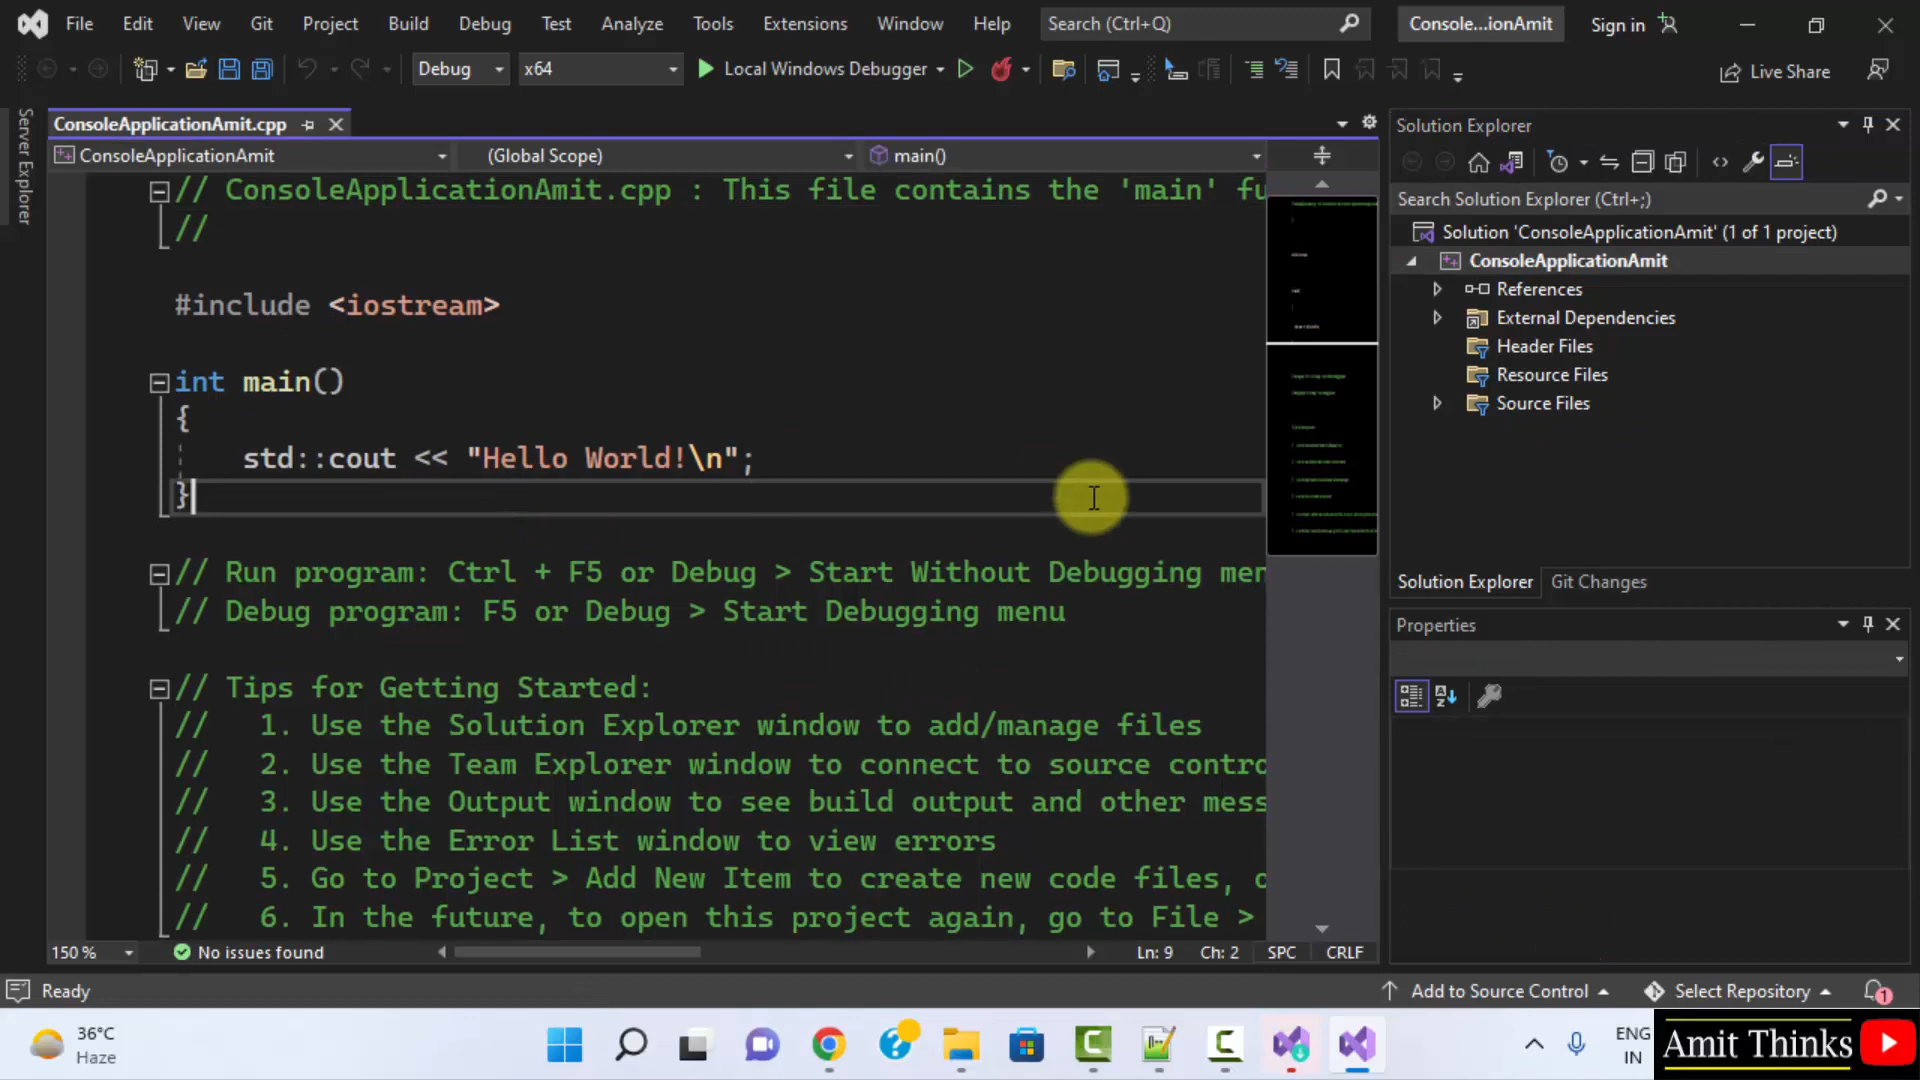 File Edit View Git Project Build Debug Test Analyze Tools Extensions Window Help Search (Ctrl+Q) Console...ionAmit Sign in
Debug x64 Local Windows Debugger Live Share
Server Explorer
ConsoleApplicationAmit.cpp
ConsoleApplicationAmit (Global Scope) main()
// ConsoleApplicationAmit.cpp : This file contains the 'main' fu
//
#include <iostream>
int main()
{
std::cout << "Hello World!\n";
}
// Run program: Ctrl + F5 or Debug > Start Without Debugging men
// Debug program: F5 or Debug > Start Debugging menu
// Tips for Getting Started:
// 1. Use the Solution Explorer window to add/manage files
// 2. Use the Team Explorer window to connect to source contro
// 3. Use the Output window to see build output and other mess
// 4. Use the Error List window to view errors
// 5. Go to Project > Add New Item to create new code files, o
// 6. In the future, to open this project again, go to File >
150 % No issues found Ln: 9 Ch: 2 SPC CRLF
Solution Explorer
Search Solution Explorer (Ctrl+;)
Solution 'ConsoleApplicationAmit' (1 of 1 project)
ConsoleApplicationAmit
References
External Dependencies
Header Files
Resource Files
Source Files
Solution Explorer Git Changes
Properties
Ready Add to Source Control Select Repository 1
36°C
Haze
ENG
IN
Amit Thinks